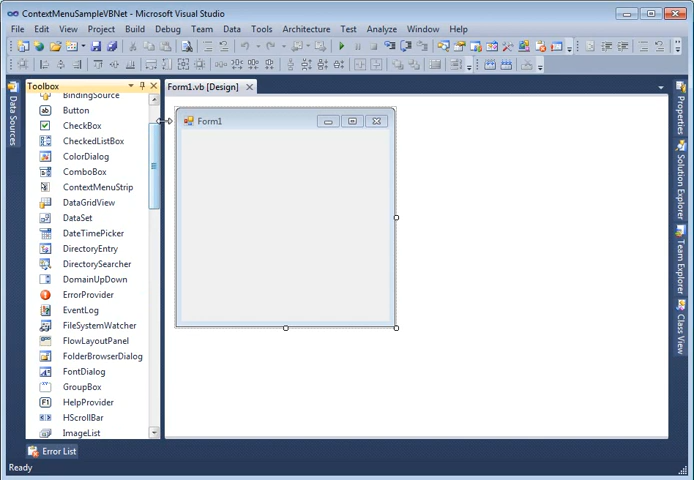 ContextMenuSampleVBNet - Microsoft Visual Studio
File Edit View Project Build Debug Team Data Tools Architecture Test Analyze Window Help
Toolbox
Form1.vb [Design]
Data Sources
BindingSource
Button
CheckBox
CheckedListBox
ColorDialog
ComboBox
ContextMenuStrip
DataGridView
DataSet
DateTimePicker
DirectoryEntry
DirectorySearcher
DomainUpDown
ErrorProvider
EventLog
FileSystemWatcher
FlowLayoutPanel
FolderBrowserDialog
FontDialog
GroupBox
HelpProvider
HScrollBar
ImageList
Form1
Properties
Solution Explorer
Team Explorer
Class View
Error List
Ready